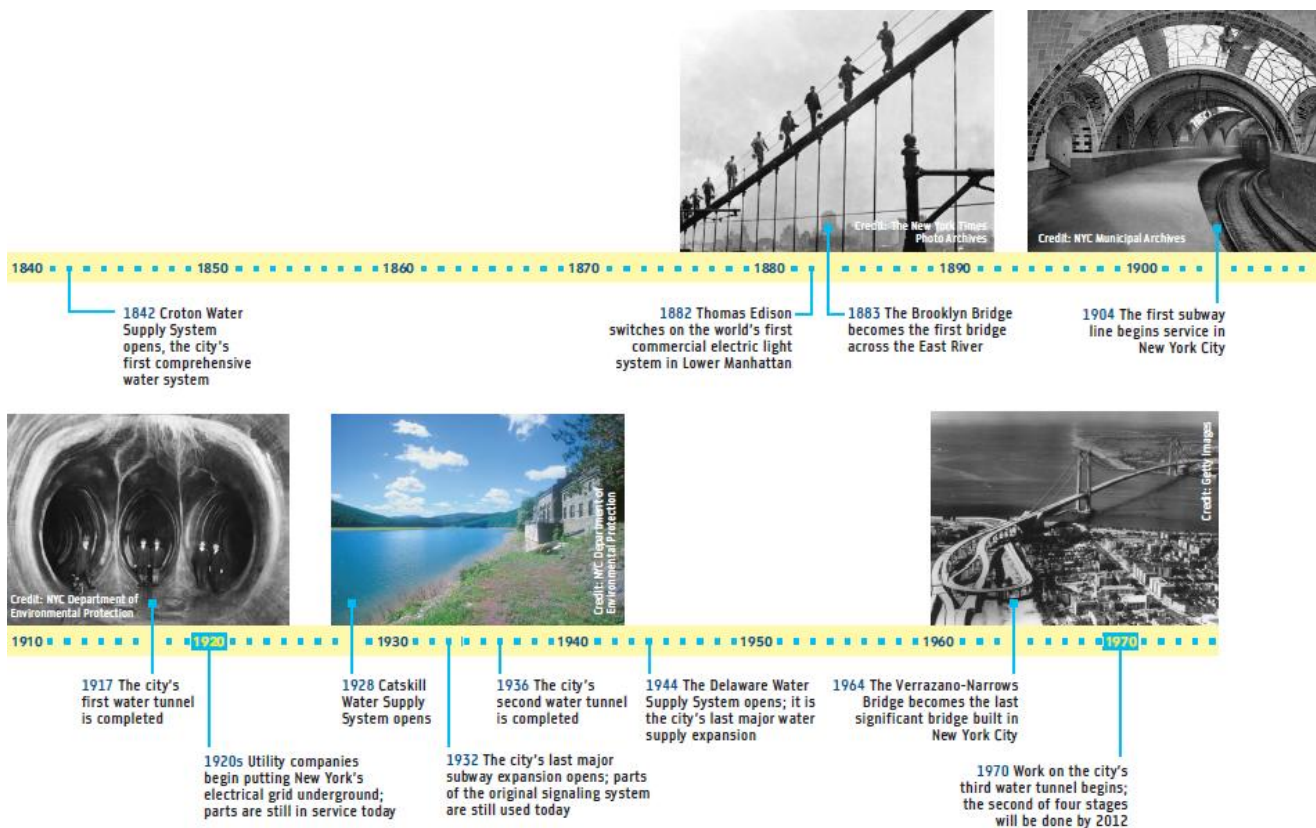 Credit: The New York Times
Photo Archives
Credit: NYC Municipal Archives
1840 1850 1860 1870 1880 1890 1900
1842 Croton Water
Supply System
opens, the city's
first comprehensive
water system
1882 Thomas Edison
switches on the world's first
commercial electric light
system in Lower Manhattan
1883 The Brooklyn Bridge
becomes the first bridge
across the East River
1904 The first subway
line begins service in
New York City
Credit: NYC Department of
Environmental Protection
Credit: NYC Department of
Environmental Protection
Credit: Getty Images
1910 1920 1930 1940 1950 1960 1970
1917 The city's
first water tunnel
is completed
1920s Utility companies
begin putting New York's
electrical grid underground;
parts are still in service today
1928 Catskill
Water Supply
System opens
1932 The city's last major
subway expansion opens; parts
of the original signaling system
are still used today
1936 The city's
second water tunnel
is completed
1944 The Delaware Water
Supply System opens; it is
the city's last major water
supply expansion
1964 The Verrazano-Narrows
Bridge becomes the last
significant bridge built in
New York City
1970 Work on the city's
third water tunnel begins;
the second of four stages
will be done by 2012